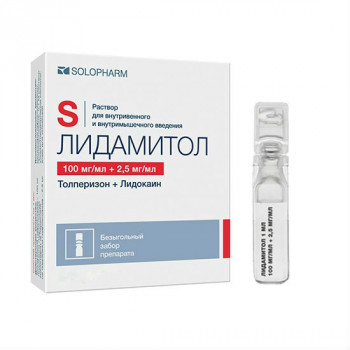 SOLOPHARM
S
Раствор
для внутривенного
и внутримышечного введения
ЛИДАМИТОЛ
100 мг/мл + 2,5 мг/мл
Толперизон + Лидокаин
Безыгольный
забор
препарата
ЛИДАМИТОЛ 1 МЛ
100 МГ/МЛ + 2,5 МГ/МЛ